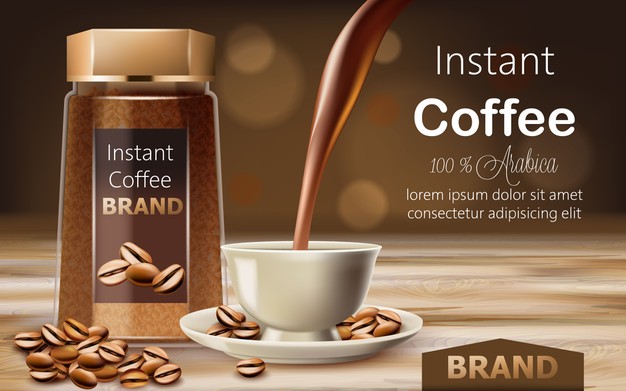 Instant
Coffee
BRAND
Instant
Coffee
100 % Arabica
lorem ipsum dolor sit amet,
consectetur adipisicing elit
BRAND